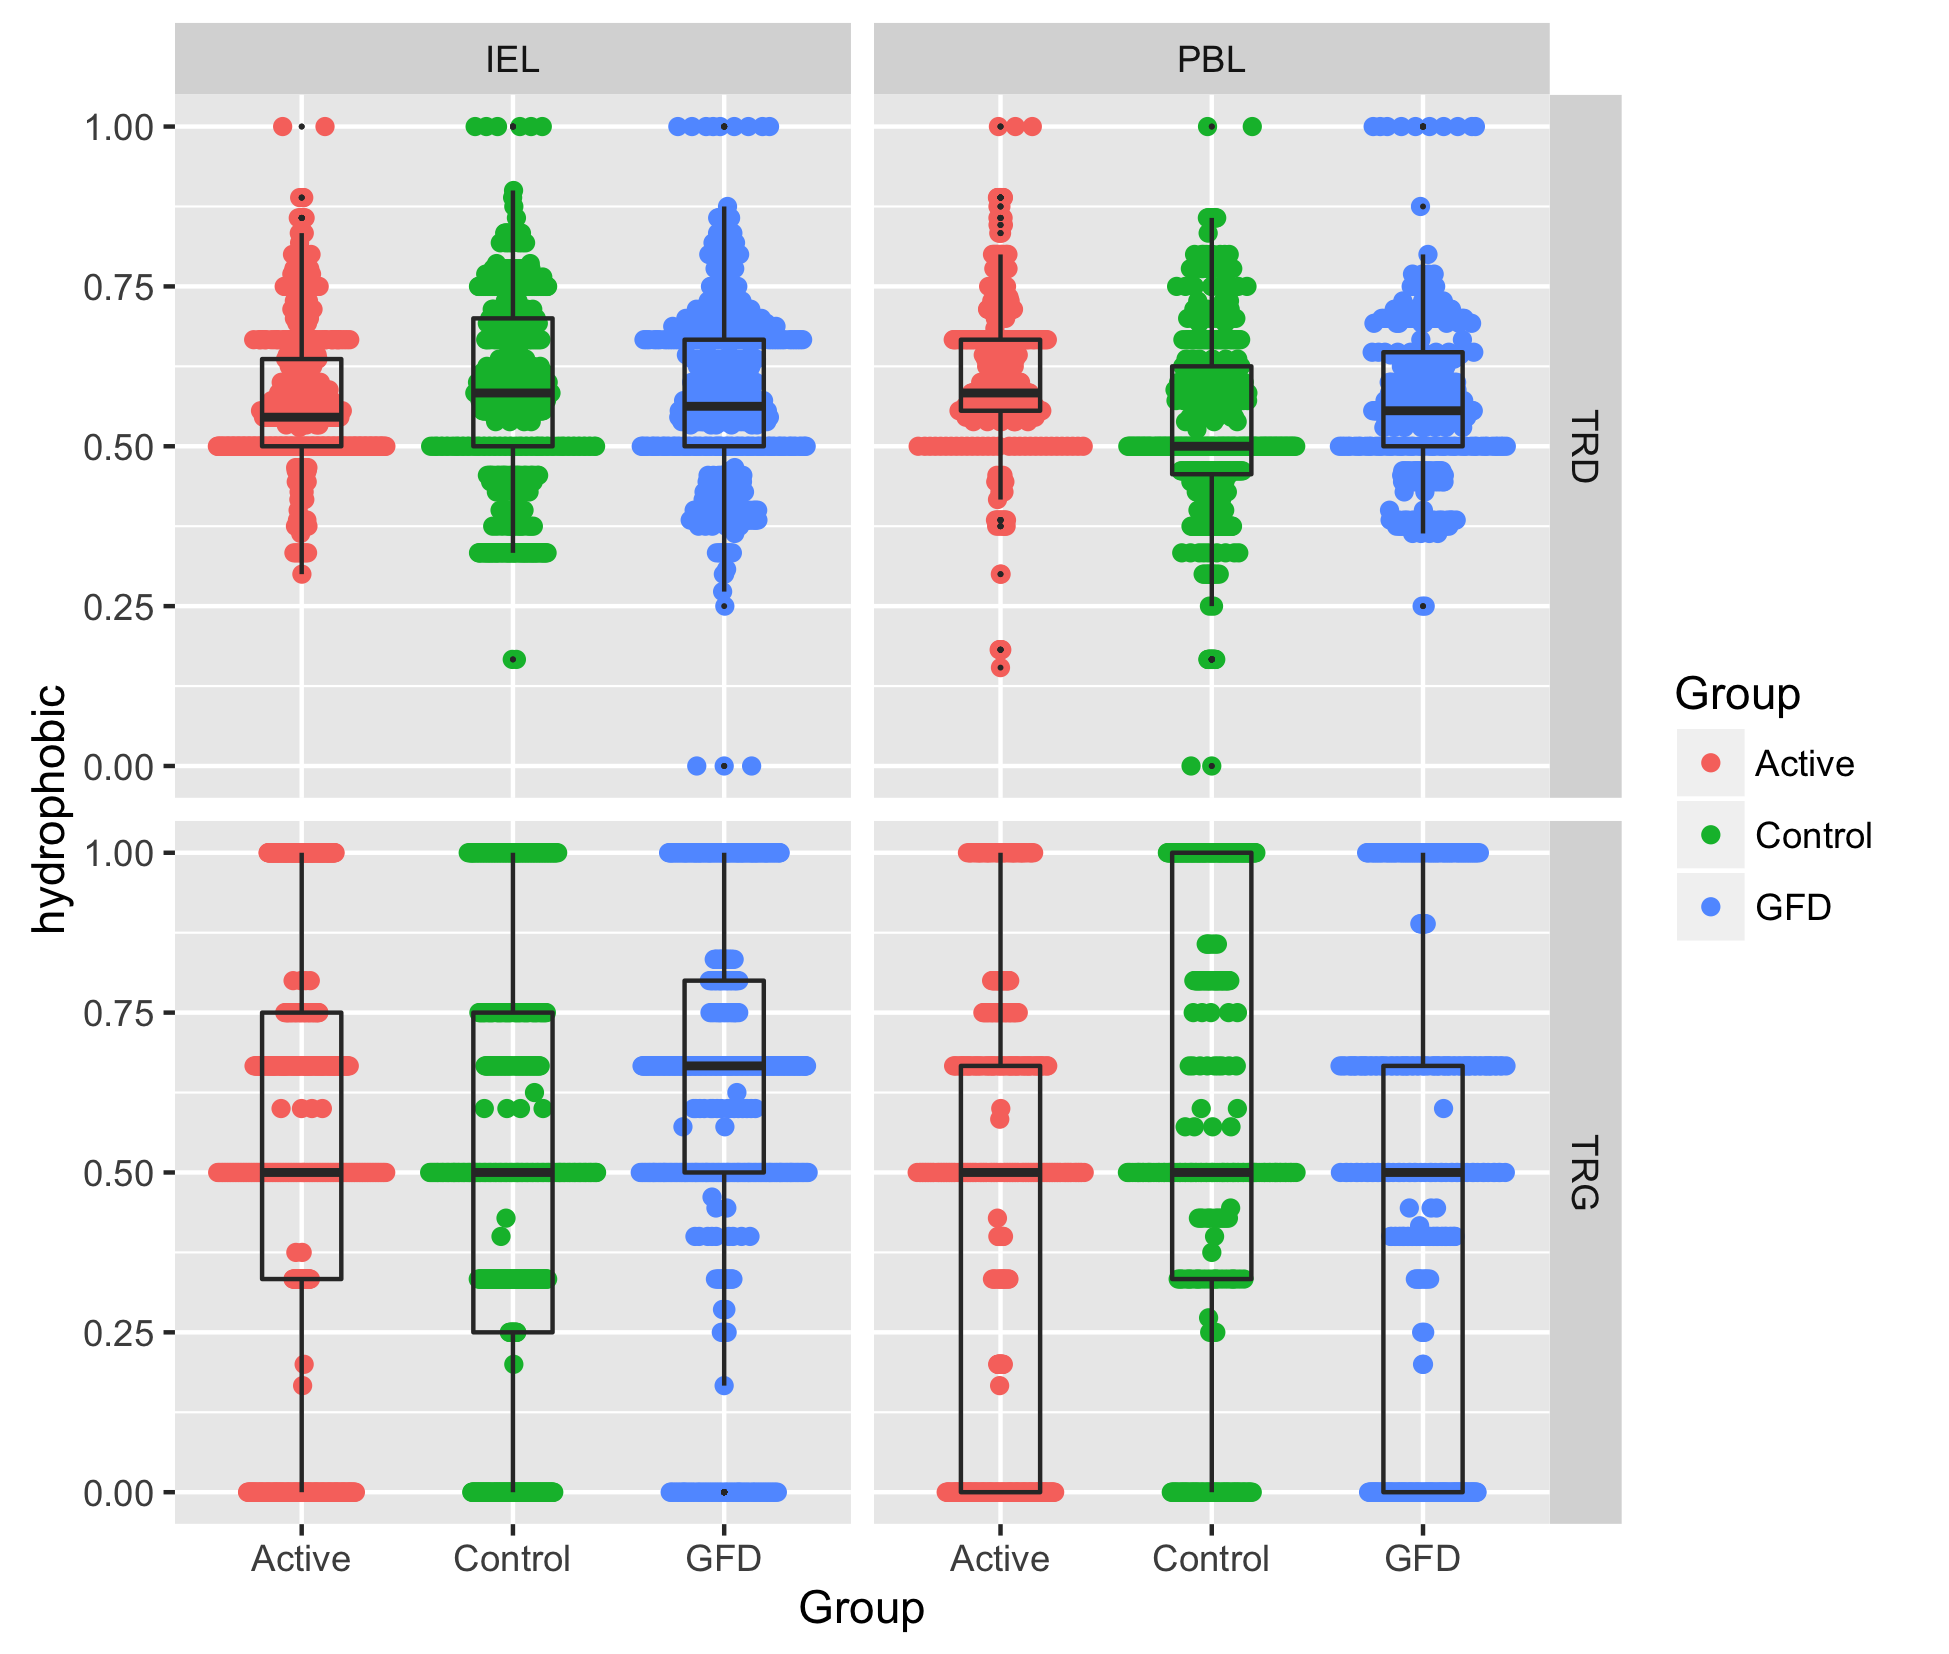 IEL
PBL
1.00
0.75
0.50
0.25
0.00
TRD
1.00
0.75
0.50
0.25
0.00
TRG
hydrophobic
Active
Control
GFD
Active
Control
GFD
Group
Group
Active
Control
GFD